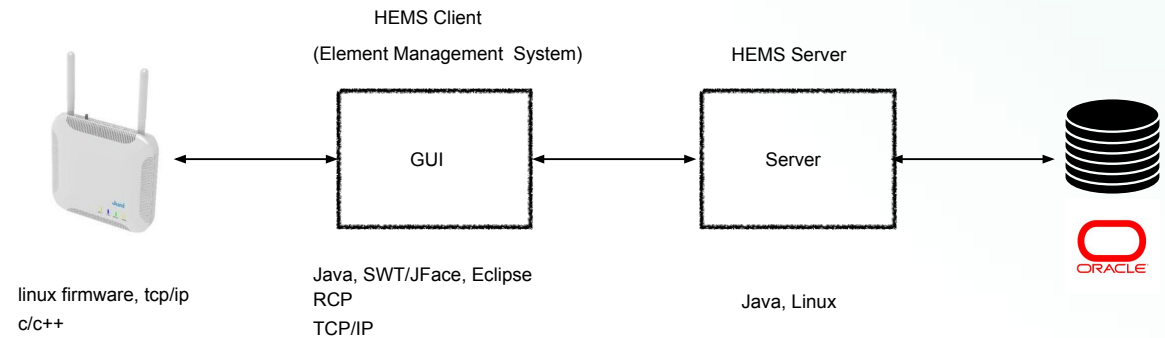 HEMS Client
(Element Management System)
HEMS Server
GUI
Server
ORACLE
Java, SWT/JFace, Eclipse
RCP
TCP/IP
linux firmware, tcp/ip
c/c++
Java, Linux